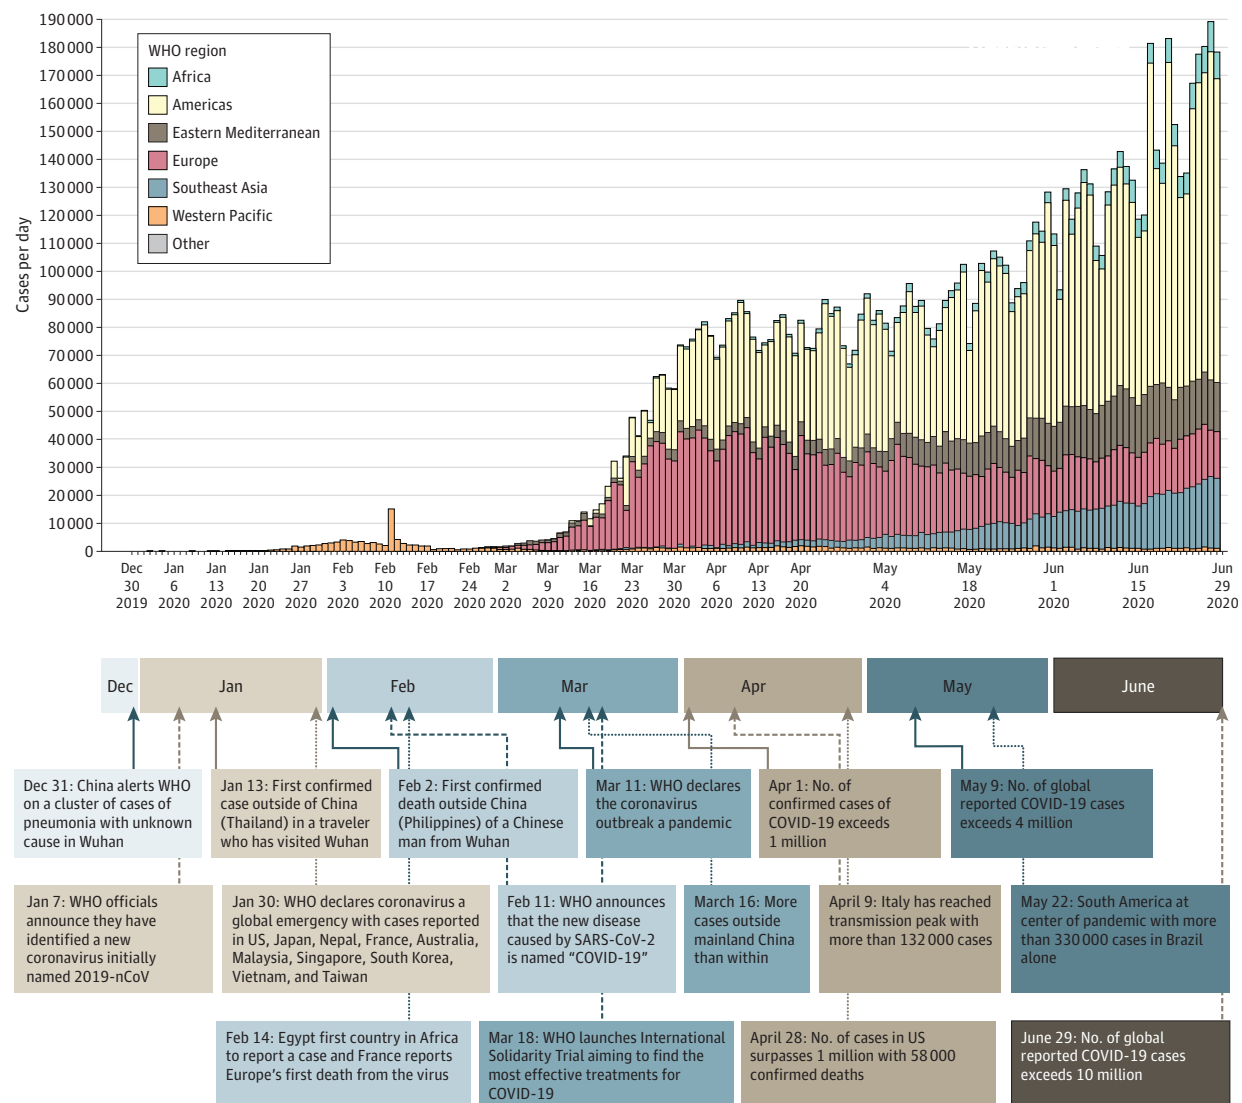 190 000
180 000
170 000
160 000
150 000
140 000
130 000
120 000
110 000
100 000
90 000
80 000
70 000
60 000
50 000
40 000
30 000
20 000
10 000
0
Cases per day
WHO region
Africa
Americas
Eastern Mediterranean
Europe
Southeast Asia
Western Pacific
Other
Dec Jan Jan Jan Jan Feb Feb Feb Feb Mar Mar Mar Mar Mar Apr Apr Apr May May Jun Jun Jun
30 6 13 20 27 3 10 17 24 2 9 16 23 30 6 13 20 4 18 1 15 29
2019 2020 2020 2020 2020 2020 2020 2020 2020 2020 2020 2020 2020 2020 2020 2020 2020 2020 2020 2020 2020 2020
Dec Jan Feb Mar Apr May June
Dec 31: China alerts WHO
on a cluster of cases of
pneumonia with unknown
cause in Wuhan
Jan 13: First confirmed
case outside of China
(Thailand) in a traveler
who has visited Wuhan
Feb 2: First confirmed
death outside China
(Philippines) of a Chinese
man from Wuhan
Mar 11: WHO declares
the coronavirus
outbreak a pandemic
Apr 1: No. of
confirmed cases of
COVID-19 exceeds
1 million
May 9: No. of global
reported COVID-19 cases
exceeds 4 million
Jan 7: WHO officials
announce they have
identified a new
coronavirus initially
named 2019-nCoV
Jan 30: WHO declares coronavirus a
global emergency with cases reported
in US, Japan, Nepal, France, Australia,
Malaysia, Singapore, South Korea,
Vietnam, and Taiwan
Feb 11: WHO announces
that the new disease
caused by SARS-CoV-2
is named “COVID-19”
March 16: More
cases outside
mainland China
than within
April 9: Italy has reached
transmission peak with
more than 132 000 cases
May 22: South America at
center of pandemic with more
than 330 000 cases in Brazil
alone
Feb 14: Egypt first country in Africa
to report a case and France reports
Europe’s first death from the virus
Mar 18: WHO launches International
Solidarity Trial aiming to find the
most effective treatments for
COVID-19
April 28: No. of cases in US
surpasses 1 million with 58 000
confirmed deaths
June 29: No. of global
reported COVID-19 cases
exceeds 10 million